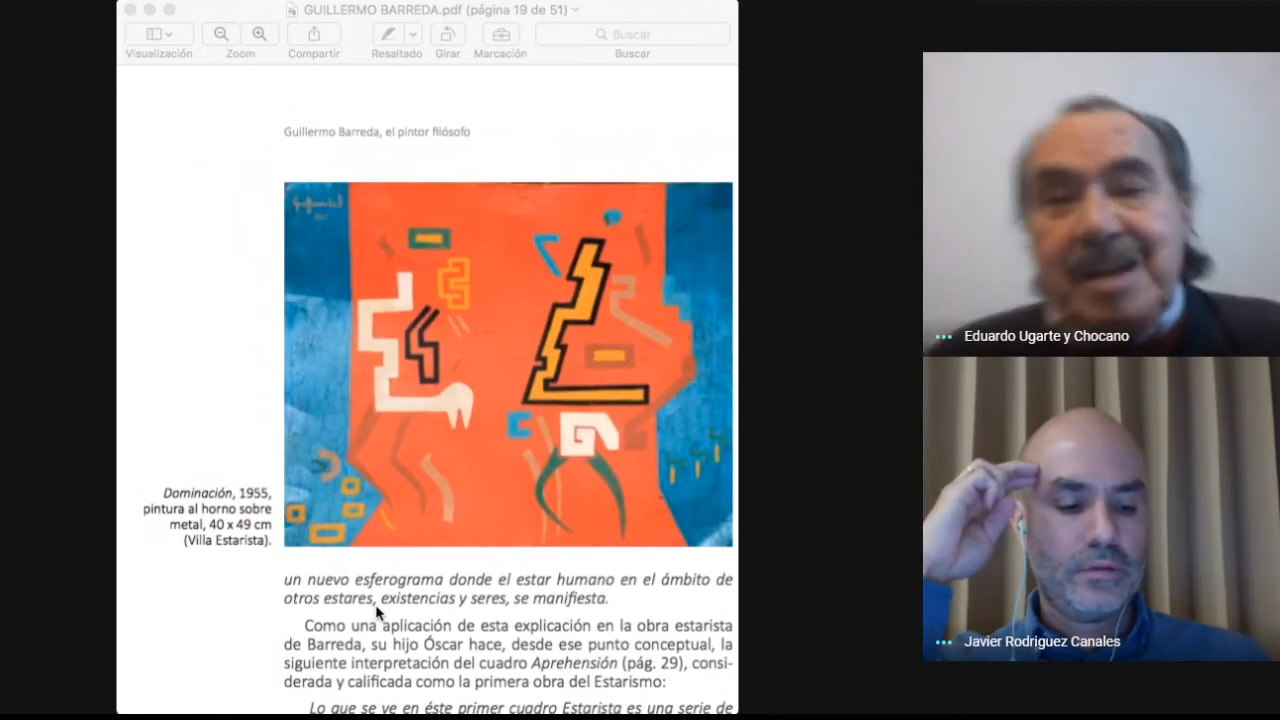 GUILLERMO BARREDA.pdf (página 19 de 51)
Buscar
Visualización
Zoom
Compartir
Resaltado
Girar
Marcación
Buscar
Guillermo Barreda, el pintor filósofo
Dominación, 1955,
pintura al horno sobre
metal, 40 x 49 cm
(Villa Estarista).
un nuevo esferograma donde el estar humano en el ámbito de
otros estares, existencias y seres, se manifiesta.
Como una aplicación de esta explicación en la obra estarista
de Barreda, su hijo Óscar hace, desde ese punto conceptual, la
siguiente interpretación del cuadro Aprehensión (pág. 29), consi-
derada y calificada como la primera obra del Estarismo:
Lo que se ve en éste primer cuadro Estarista es una serie de
Eduardo Ugarte y Chocano
Javier Rodriguez Canales